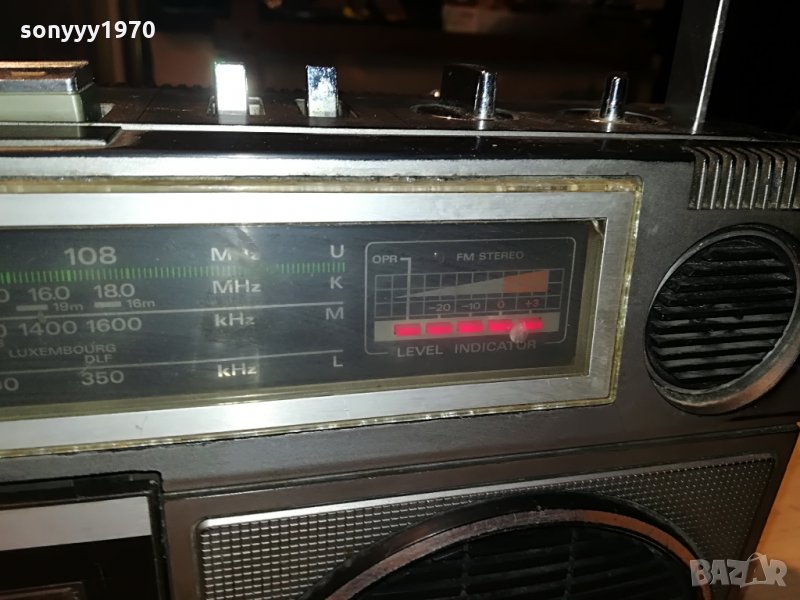 sonyyy1970
108 MHz U
OPR FM STEREO
16.0 18.0 MHz K
19m 16m
-20 -10 0 +3
1400 1600 kHz M
LEVEL INDICATOR
LUXEMBOURG
DLF
350 kHz L
BAZAR